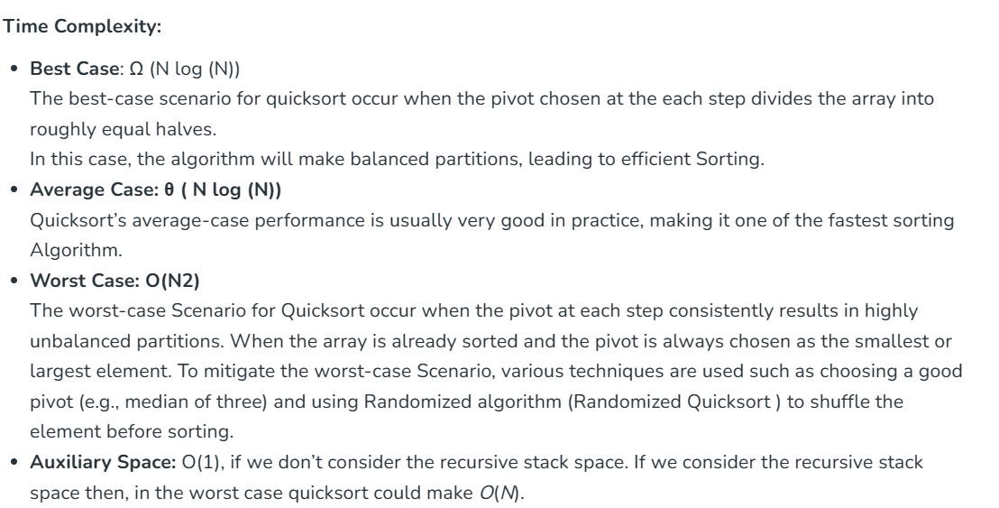 Time Complexity:
Best Case: Ω (N log (N))
The best-case scenario for quicksort occur when the pivot chosen at the each step divides the array into
roughly equal halves.
In this case, the algorithm will make balanced partitions, leading to efficient Sorting.
Average Case: θ ( N log (N))
Quicksort’s average-case performance is usually very good in practice, making it one of the fastest sorting
Algorithm.
Worst Case: O(N2)
The worst-case Scenario for Quicksort occur when the pivot at each step consistently results in highly
unbalanced partitions. When the array is already sorted and the pivot is always chosen as the smallest or
largest element. To mitigate the worst-case Scenario, various techniques are used such as choosing a good
pivot (e.g., median of three) and using Randomized algorithm (Randomized Quicksort ) to shuffle the
element before sorting.
Auxiliary Space: O(1), if we don’t consider the recursive stack space. If we consider the recursive stack
space then, in the worst case quicksort could make O(N).